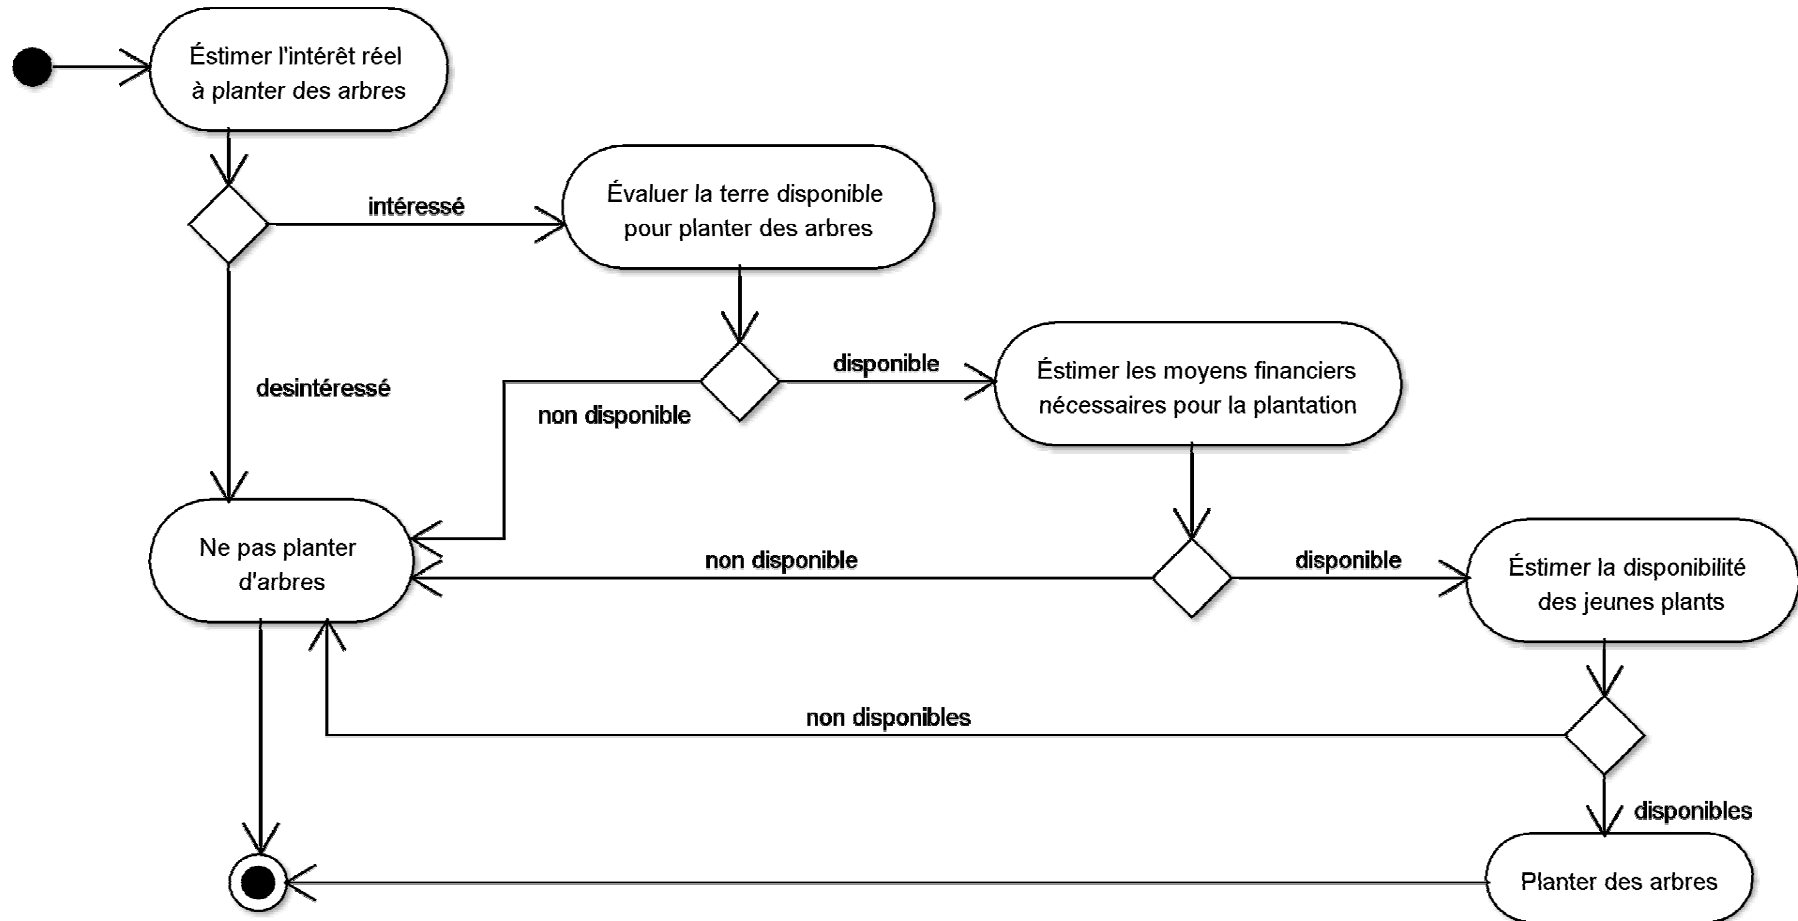 Éstimer l'intérêt réel
à planter des arbres
intéressé
Évaluer la terre disponible
pour planter des arbres
desintéressé
non disponible
disponible
Éstimer les moyens financiers
nécessaires pour la plantation
Ne pas planter
d'arbres
non disponible
disponible
Éstimer la disponibilité
des jeunes plants
non disponibles
disponibles
Planter des arbres